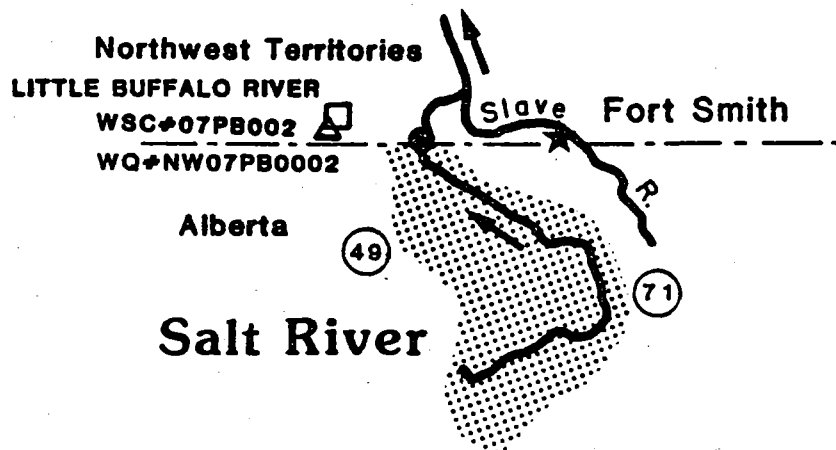 Northwest Territories
LITTLE BUFFALO RIVER
WSC#07PB002
WQ#NW07PB0002
Slave R.
Fort Smith
Alberta
49
71
Salt River